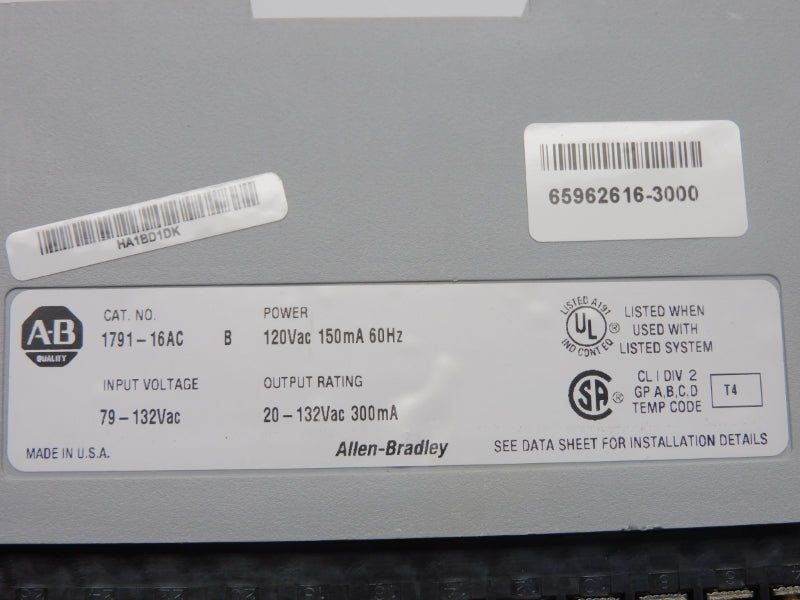 65962616-3000
HA1BD1DK
A-B
QUALITY
CAT. NO.
1791-16AC B
POWER
120Vac 150mA 60Hz
INPUT VOLTAGE
79-132Vac
OUTPUT RATING
20-132Vac 300mA
MADE IN U.S.A.
Allen-Bradley
LISTED A191
UL ®
IND CONT EQ
LISTED WHEN
USED WITH
LISTED SYSTEM
SA ®
CL I DIV 2
GP A,B,C,D
TEMP CODE
T4
SEE DATA SHEET FOR INSTALLATION DETAILS